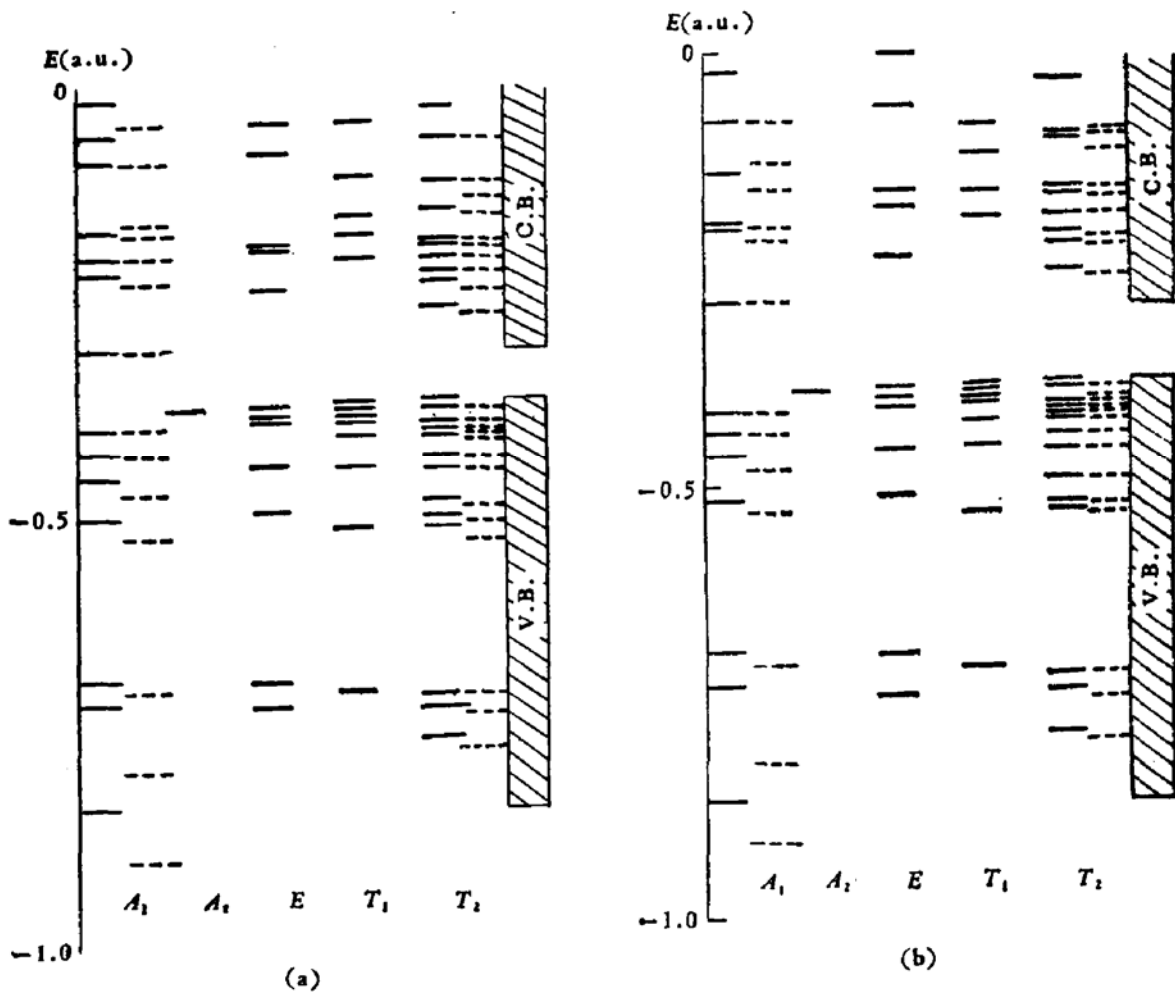 E(a.u.)
0
-0.5
-1.0
C.B.
V.B.
A₁ A₂ E T₁ T₂
(a)
E(a.u.)
0
-0.5
-1.0
C.B.
V.B.
A₁ A₂ E T₁ T₂
(b)